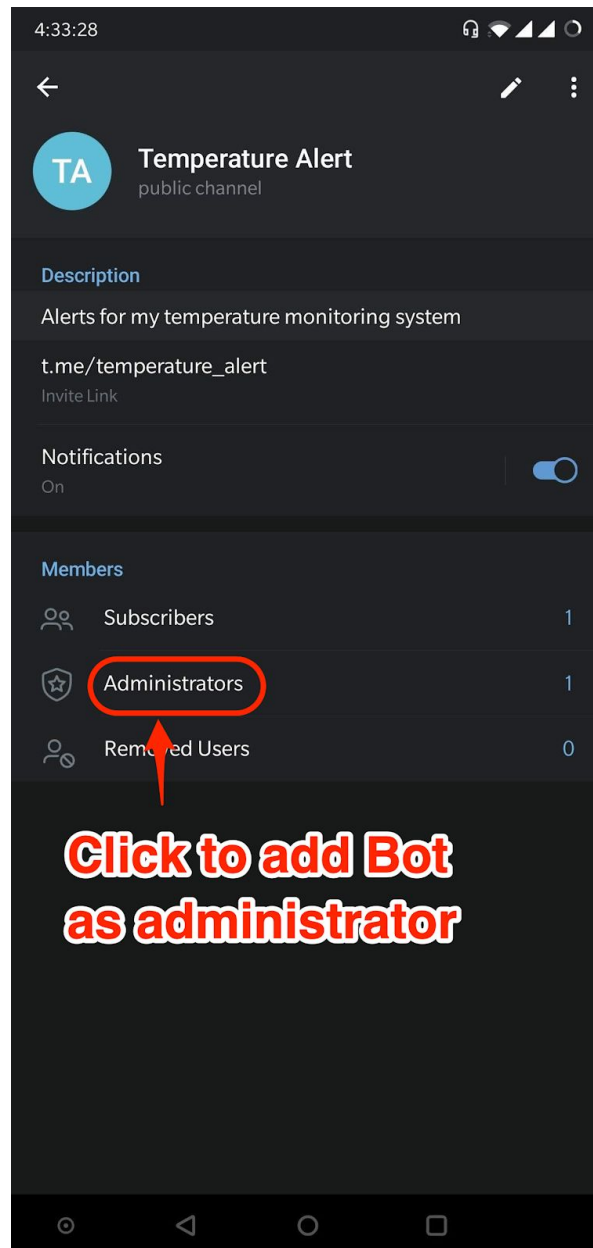 4:33:28
TA
Temperature Alert
public channel
Description
Alerts for my temperature monitoring system
t.me/temperature_alert
Invite Link
Notifications
On
Members
Subscribers 1
Administrators 1
Removed Users 0
Click to add Bot
as administrator